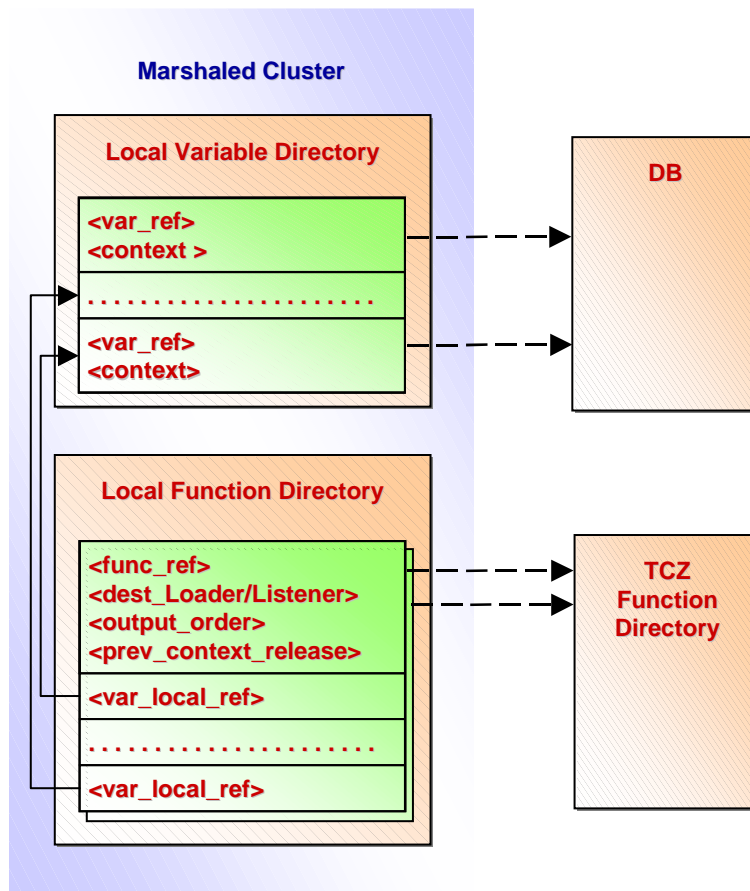 Marshaled Cluster
Local Variable Directory
<var_ref>
<context >
. . . . . . . . . . . . . . . . . . . . . .
<var_ref>
<context>
DB
Local Function Directory
<func_ref>
<dest_Loader/Listener>
<output_order>
<prev_context_release>
<var_local_ref>
. . . . . . . . . . . . . . . . . . . . . .
<var_local_ref>
TCZ
Function
Directory